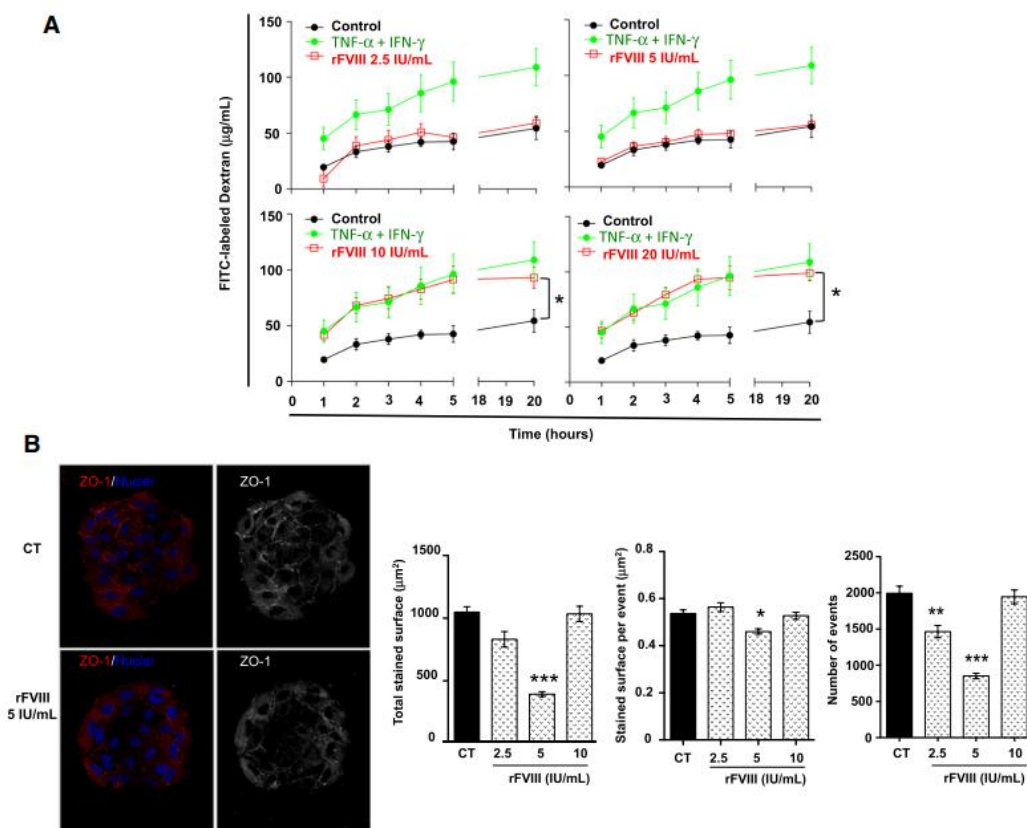 A
FITC-labeled Dextran (µg/mL)
150
100
50
0
Control
TNF-α + IFN-γ
rFVIII 2.5 IU/mL
Control
TNF-α + IFN-γ
rFVIII 5 IU/mL
150
100
50
0
Control
TNF-α + IFN-γ
rFVIII 10 IU/mL
*
Control
TNF-α + IFN-γ
rFVIII 20 IU/mL
*
0 1 2 3 4 5 18 19 20 1 2 3 4 5 18 19 20
Time (hours)
B
CT
ZO-1/Nuclei
ZO-1
rFVIII
5 IU/mL
ZO-1/Nuclei
ZO-1
Total stained surface (µm²)
1500
1000
500
0
***
CT 2.5 5 10
rFVIII (IU/mL)
Stained surface per event (µm²)
0.8
0.6
0.4
0.2
0
*
CT 2.5 5 10
rFVIII (IU/mL)
Number of events
2500
2000
1500
1000
500
0
**
***
CT 2.5 5 10
rFVIII (IU/mL)